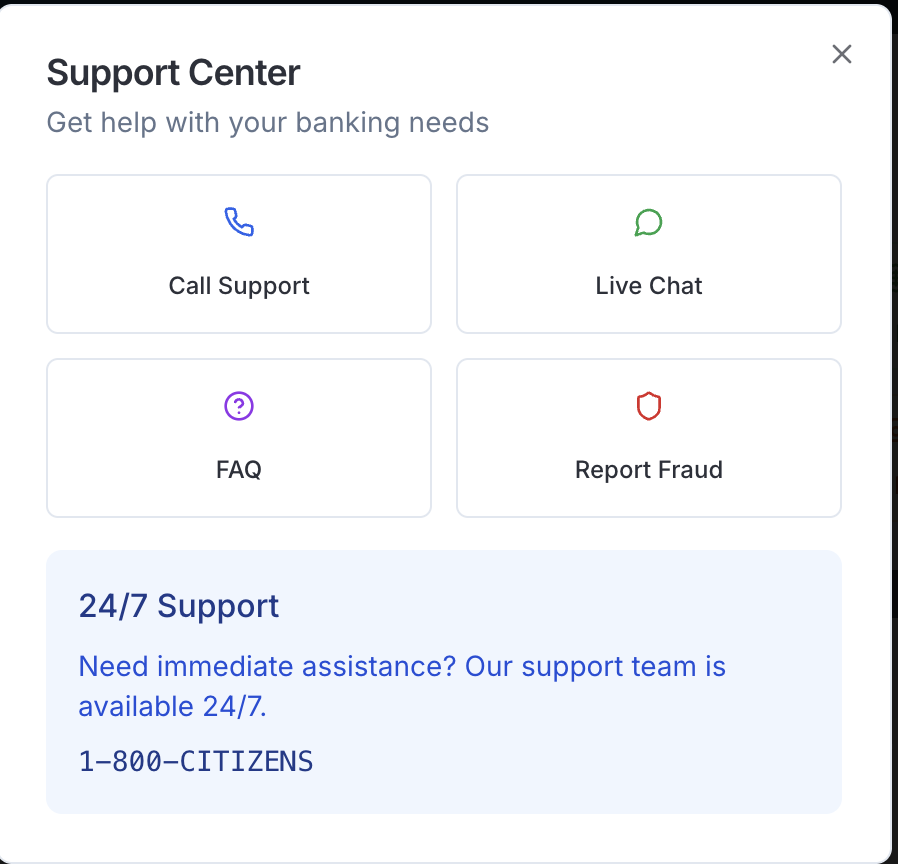 Support Center
Get help with your banking needs
Call Support
Live Chat
FAQ
Report Fraud
24/7 Support
Need immediate assistance? Our support team is
available 24/7.
1-800-CITIZENS